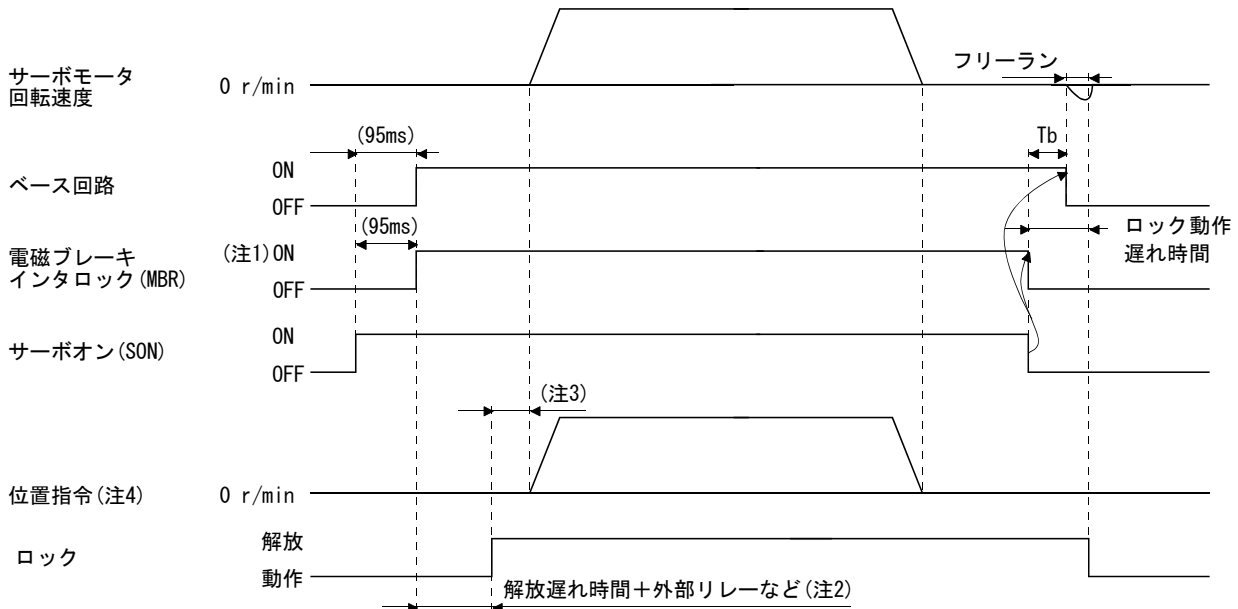 フリーラン
サーボモータ
回転速度
0 r/min
(95ms)
Tb
ベース回路
ON
OFF
ロック動作
遅れ時間
(95ms)
電磁ブレーキ
インタロック(MBR)
(注1)ON
OFF
サーボオン(SON)
ON
OFF
(注3)
位置指令(注4)
0 r/min
ロック
解放
動作
解放遅れ時間+外部リレーなど(注2)